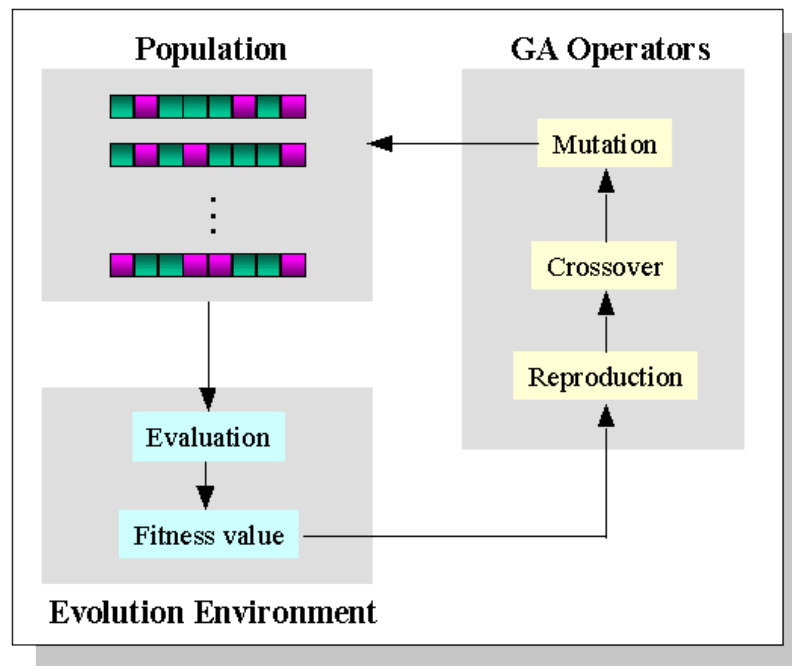 Population
GA Operators
Mutation
Crossover
Reproduction
Evaluation
Fitness value
Evolution Environment